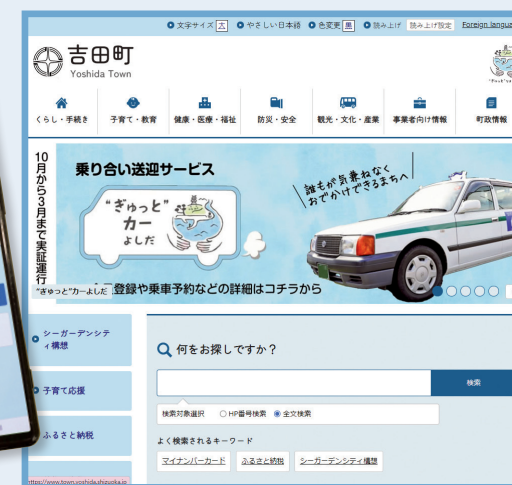 文字サイズ 大 やさしい日本語 色変更 黒 読み上げ 読み上げ設定 Foreign langua
吉田町
Yoshida Town
くらし・手続き 子育て・教育 健康・医療・福祉 防災・安全 観光・文化・産業 事業者向け情報 町政情報
10月から3月まで実証運行
乗り合い送迎サービス
誰もが気兼ねなく
おでかけできるまちへ
“ぎゅっと”
カー
よしだ
“ぎゅっと”カーよしだ
登録や乗車予約などの詳細はコチラから
シーガーデンシテ
ィ構想
子育て応援
ふるさと納税
何をお探しですか?
検索
検索対象選択 HP番号検索 全文検索
よく検索されるキーワード
マイナンバーカード ふるさと納税 シーガーデンシティ構想
https://www.town.yoshida.shizuoka.jp